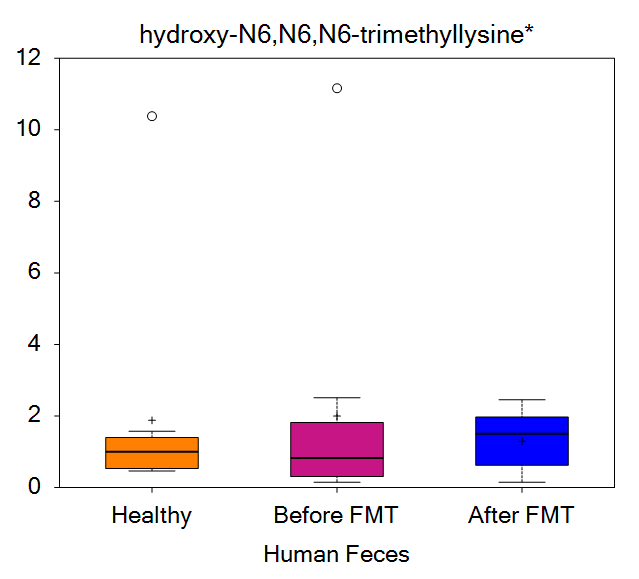 hydroxy-N6,N6,N6-trimethyllysine*
12
10
8
6
4
2
0
Healthy Before FMT After FMT
Human Feces